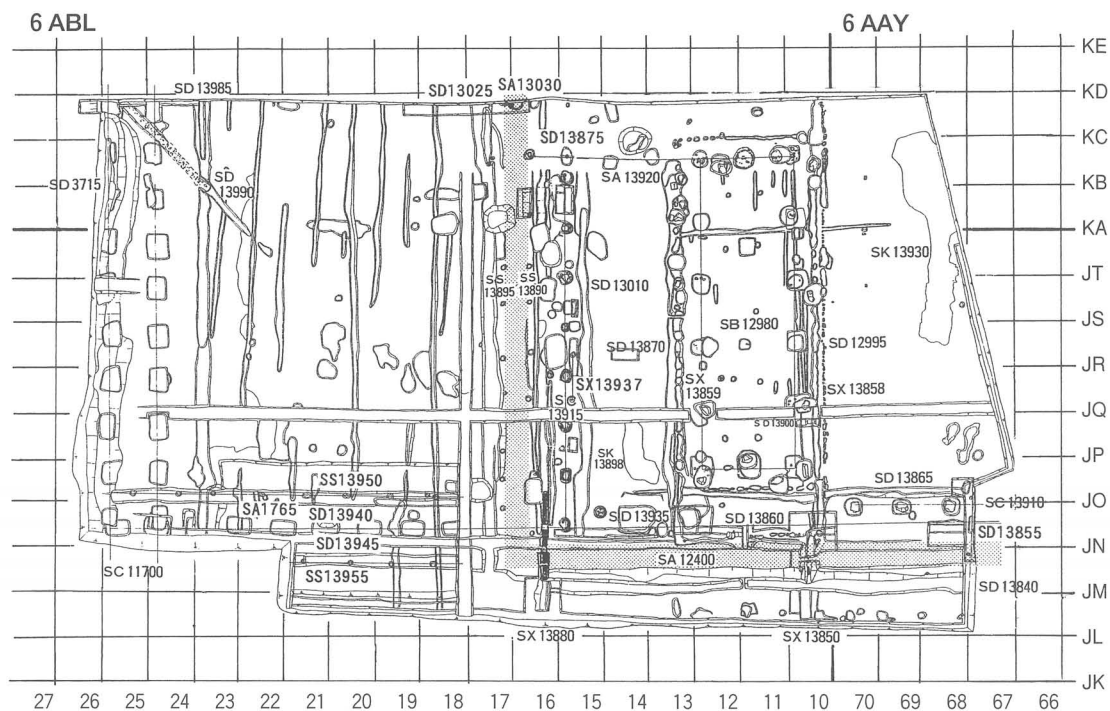 6 ABL
6 AAY
KE
KD
KC
KB
KA
JT
JS
JR
JQ
JP
JO
JN
JM
JL
JK
SD 13985
SD13025
SA13030
SD13875
SD 3715
SD
13990
SA 13920
SK 13930
SS
13895
SS
13890
SD 13010
SB 12980
SD 12995
SD 13870
SX13937
SX
13859
SX 13858
13915
SD13900
SK
13898
SS13950
SD 13865
SA1765
SD13940
SD 13935
SD 13860
SC 13910
SD13945
SD13855
SC 11700
SS13955
SA 12400
SD 13840
SX 13880
SX 13850
27 26 25 24 23 22 21 20 19 18 17 16 15 14 13 12 11 10 70 69 68 67 66